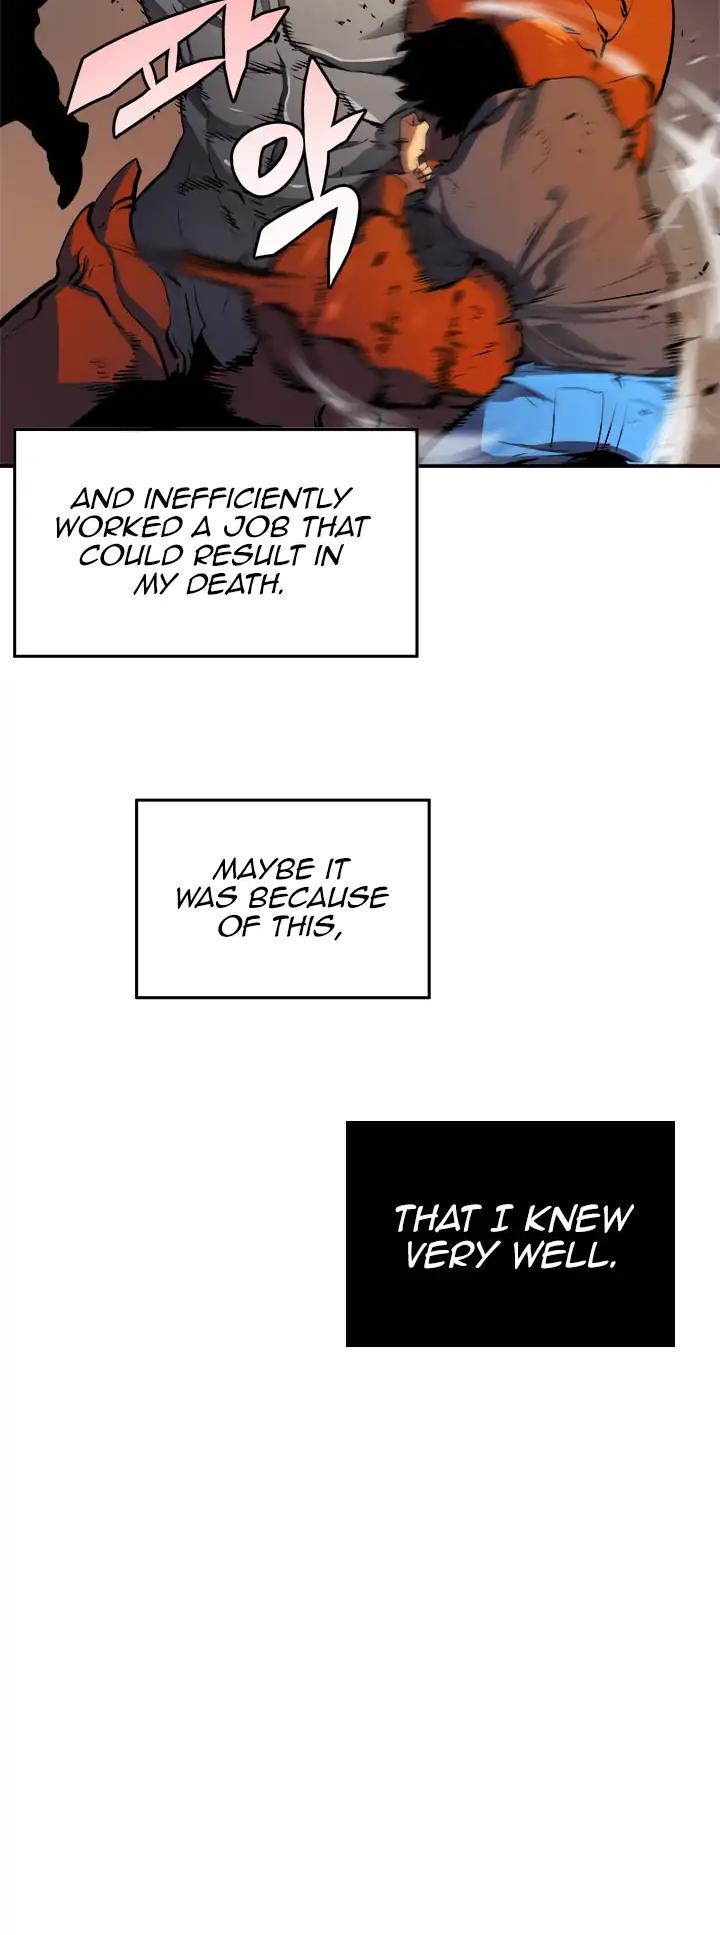 콰
악
AND INEFFICIENTLY
WORKED A JOB THAT
COULD RESULT IN
MY DEATH.
MAYBE IT
WAS BECAUSE
OF THIS,
THAT I KNEW
VERY WELL.